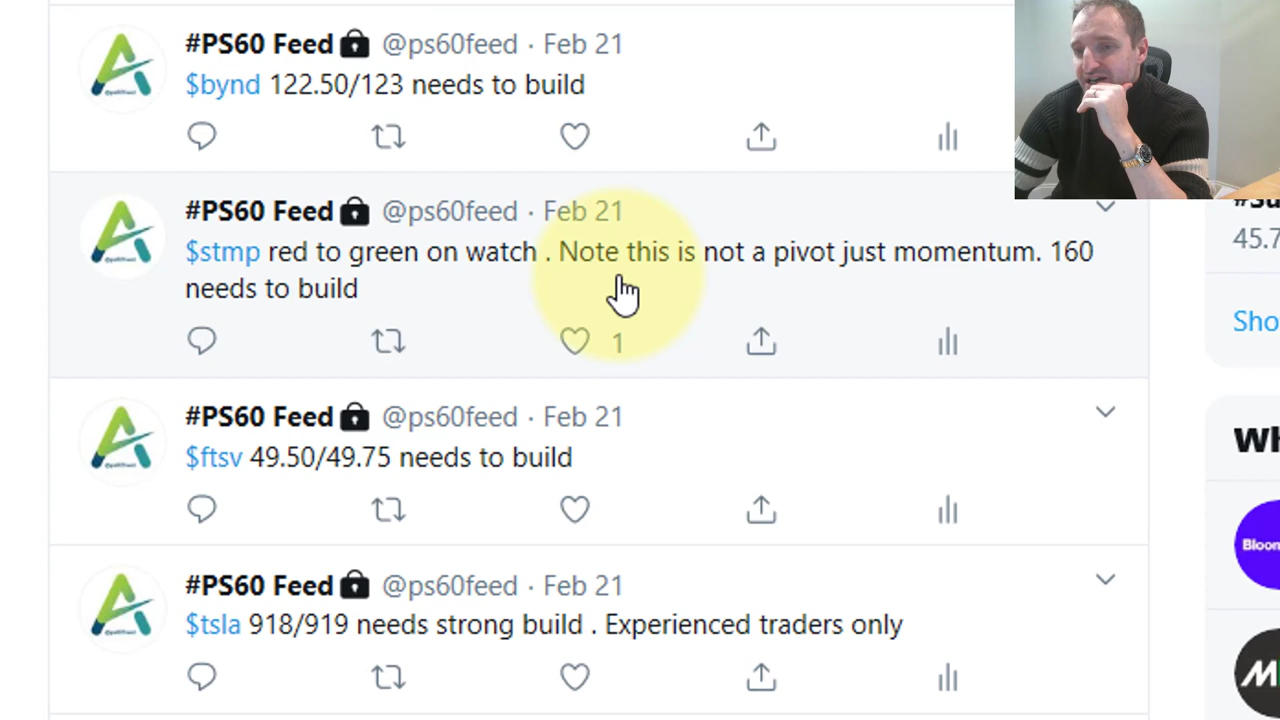 #PS60 Feed @ps60feed · Feb 21
$bynd 122.50/123 needs to build
#PS60 Feed @ps60feed · Feb 21
$stmp red to green on watch . Note this is not a pivot just momentum. 160
needs to build
1
45.7
#PS60 Feed @ps60feed · Feb 21
Sho
$ftsv 49.50/49.75 needs to build
Wh
Bloom
#PS60 Feed @ps60feed · Feb 21
$tsla 918/919 needs strong build . Experienced traders only
M